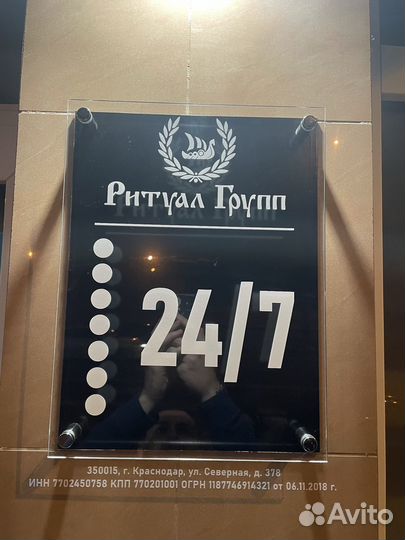 Ритуал Групп
24/7
350015, г. Краснодар, ул. Северная, д. 378
ИНН 7702450758 КПП 770201001 ОГРН 1187746914321 от 06.11.2018 г.
Avito